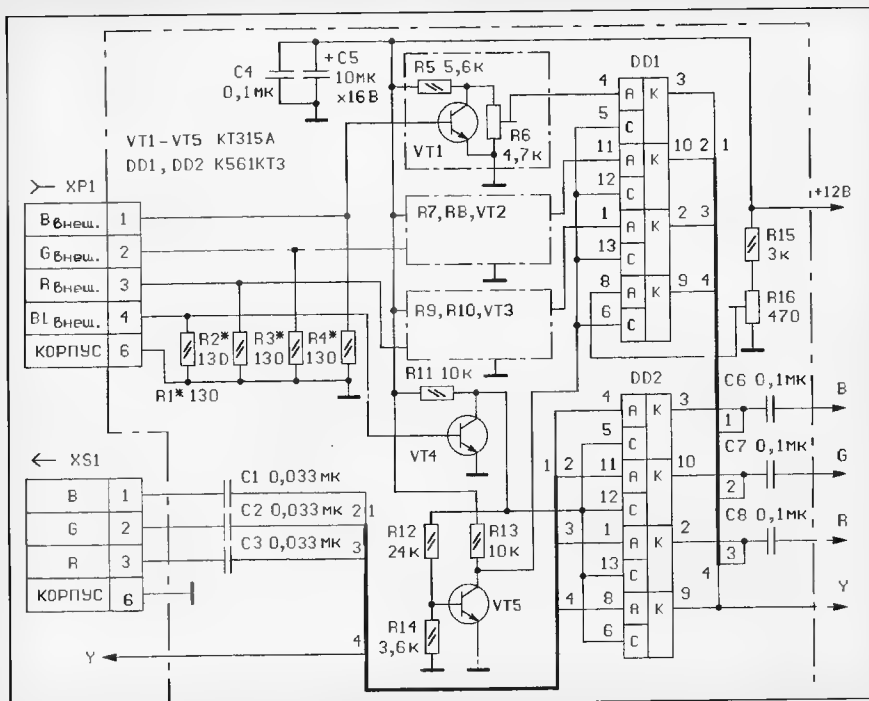 C4
0,1мк
+
C5
10мк
×16В
R5 5,6к
VT1
R6
4,7к
DD1
4
A
K
3
5
C
11
A
K
10
2
1
12
C
1
A
K
2
3
13
C
8
A
K
9
4
6
C
+12В
R15
3к
R16
470
VT1-VT5 КТ315А
DD1, DD2 К561КТ3
XP1
Bвнеш.
1
Gвнеш.
2
Rвнеш.
3
BLвнеш.
4
КОРПУС
6
R2*
130
R3*
130
R4*
130
R1* 130
R7, R8, VT2
R9, R10, VT3
R11 10к
VT4
XS1
B
1
G
2
R
3
КОРПУС
6
C1 0,033мк
C2 0,033мк
C3 0,033мк
1
2
3
4
Y
R12
24к
R13
10к
R14
3,6к
VT5
DD2
1
2
3
4
4
A
K
3
5
C
11
A
K
10
12
C
1
A
K
2
13
C
8
A
K
9
6
C
C6 0,1мк
B
1
C7 0,1мк
G
2
C8 0,1мк
R
3
4
Y